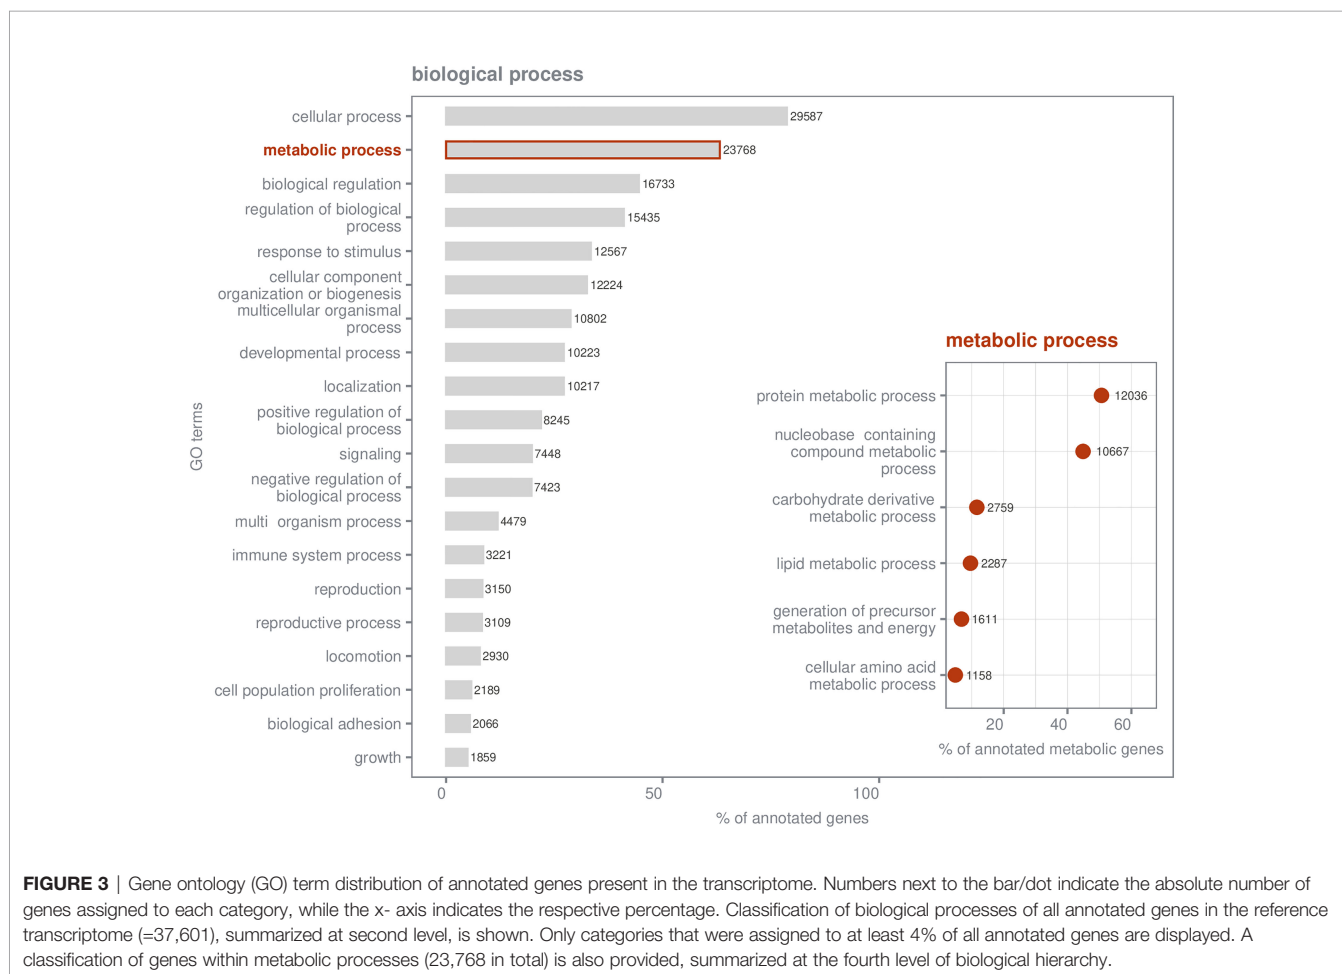 biological process
cellular process
29587
metabolic process
23768
biological regulation
16733
regulation of biological
process
15435
response to stimulus
12567
cellular component
organization or biogenesis
12224
multicellular organismal
process
10802
developmental process
10223
localization
10217
positive regulation of
biological process
8245
signaling
7448
negative regulation of
biological process
7423
multi organism process
4479
immune system process
3221
reproduction
3150
reproductive process
3109
locomotion
2930
cell population proliferation
2189
biological adhesion
2066
growth
1859
GO terms
0
50
100
% of annotated genes
metabolic process
protein metabolic process
12036
nucleobase containing
compound metabolic
process
10667
carbohydrate derivative
metabolic process
2759
lipid metabolic process
2287
generation of precursor
metabolites and energy
1611
cellular amino acid
metabolic process
1158
20
40
60
% of annotated metabolic genes
FIGURE 3 | Gene ontology (GO) term distribution of annotated genes present in the transcriptome. Numbers next to the bar/dot indicate the absolute number of
genes assigned to each category, while the x- axis indicates the respective percentage. Classification of biological processes of all annotated genes in the reference
transcriptome (=37,601), summarized at second level, is shown. Only categories that were assigned to at least 4% of all annotated genes are displayed. A
classification of genes within metabolic processes (23,768 in total) is also provided, summarized at the fourth level of biological hierarchy.